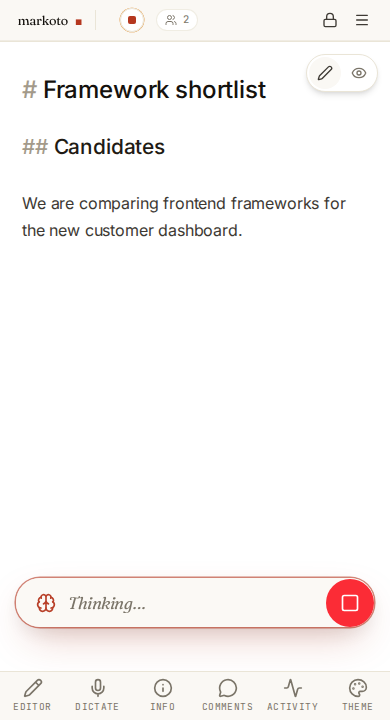 markoto
2
# Framework shortlist
## Candidates
We are comparing frontend frameworks for
the new customer dashboard.
Thinking...
EDITOR DICTATE INFO COMMENTS ACTIVITY THEME